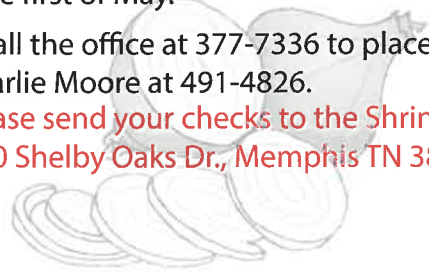 first of May.
all the office at 377-7336 to place
arlie Moore at 491-4826.
ase send your checks to the Shrin
0 Shelby Oaks Dr., Memphis TN 38